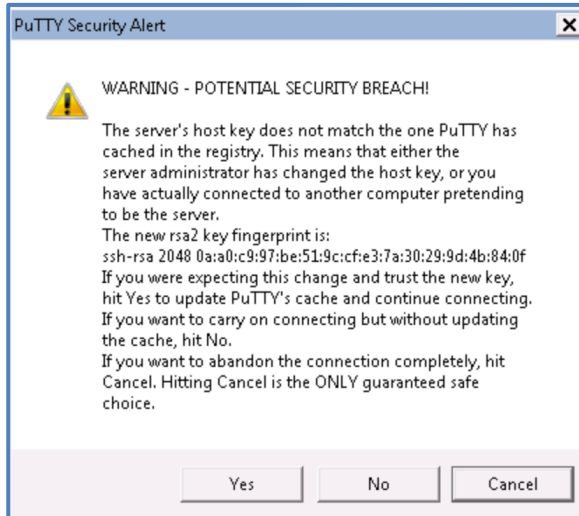 PuTTY Security Alert
WARNING - POTENTIAL SECURITY BREACH!
The server's host key does not match the one PuTTY has
cached in the registry. This means that either the
server administrator has changed the host key, or you
have actually connected to another computer pretending
to be the server.
The new rsa2 key fingerprint is:
ssh-rsa 2048 0a:a0:c9:97:be:51:9c:cf:e3:7a:30:29:9d:4b:84:0f
If you were expecting this change and trust the new key,
hit Yes to update PuTTY's cache and continue connecting.
If you want to carry on connecting but without updating
the cache, hit No.
If you want to abandon the connection completely, hit
Cancel. Hitting Cancel is the ONLY guaranteed safe
choice.
Yes No Cancel